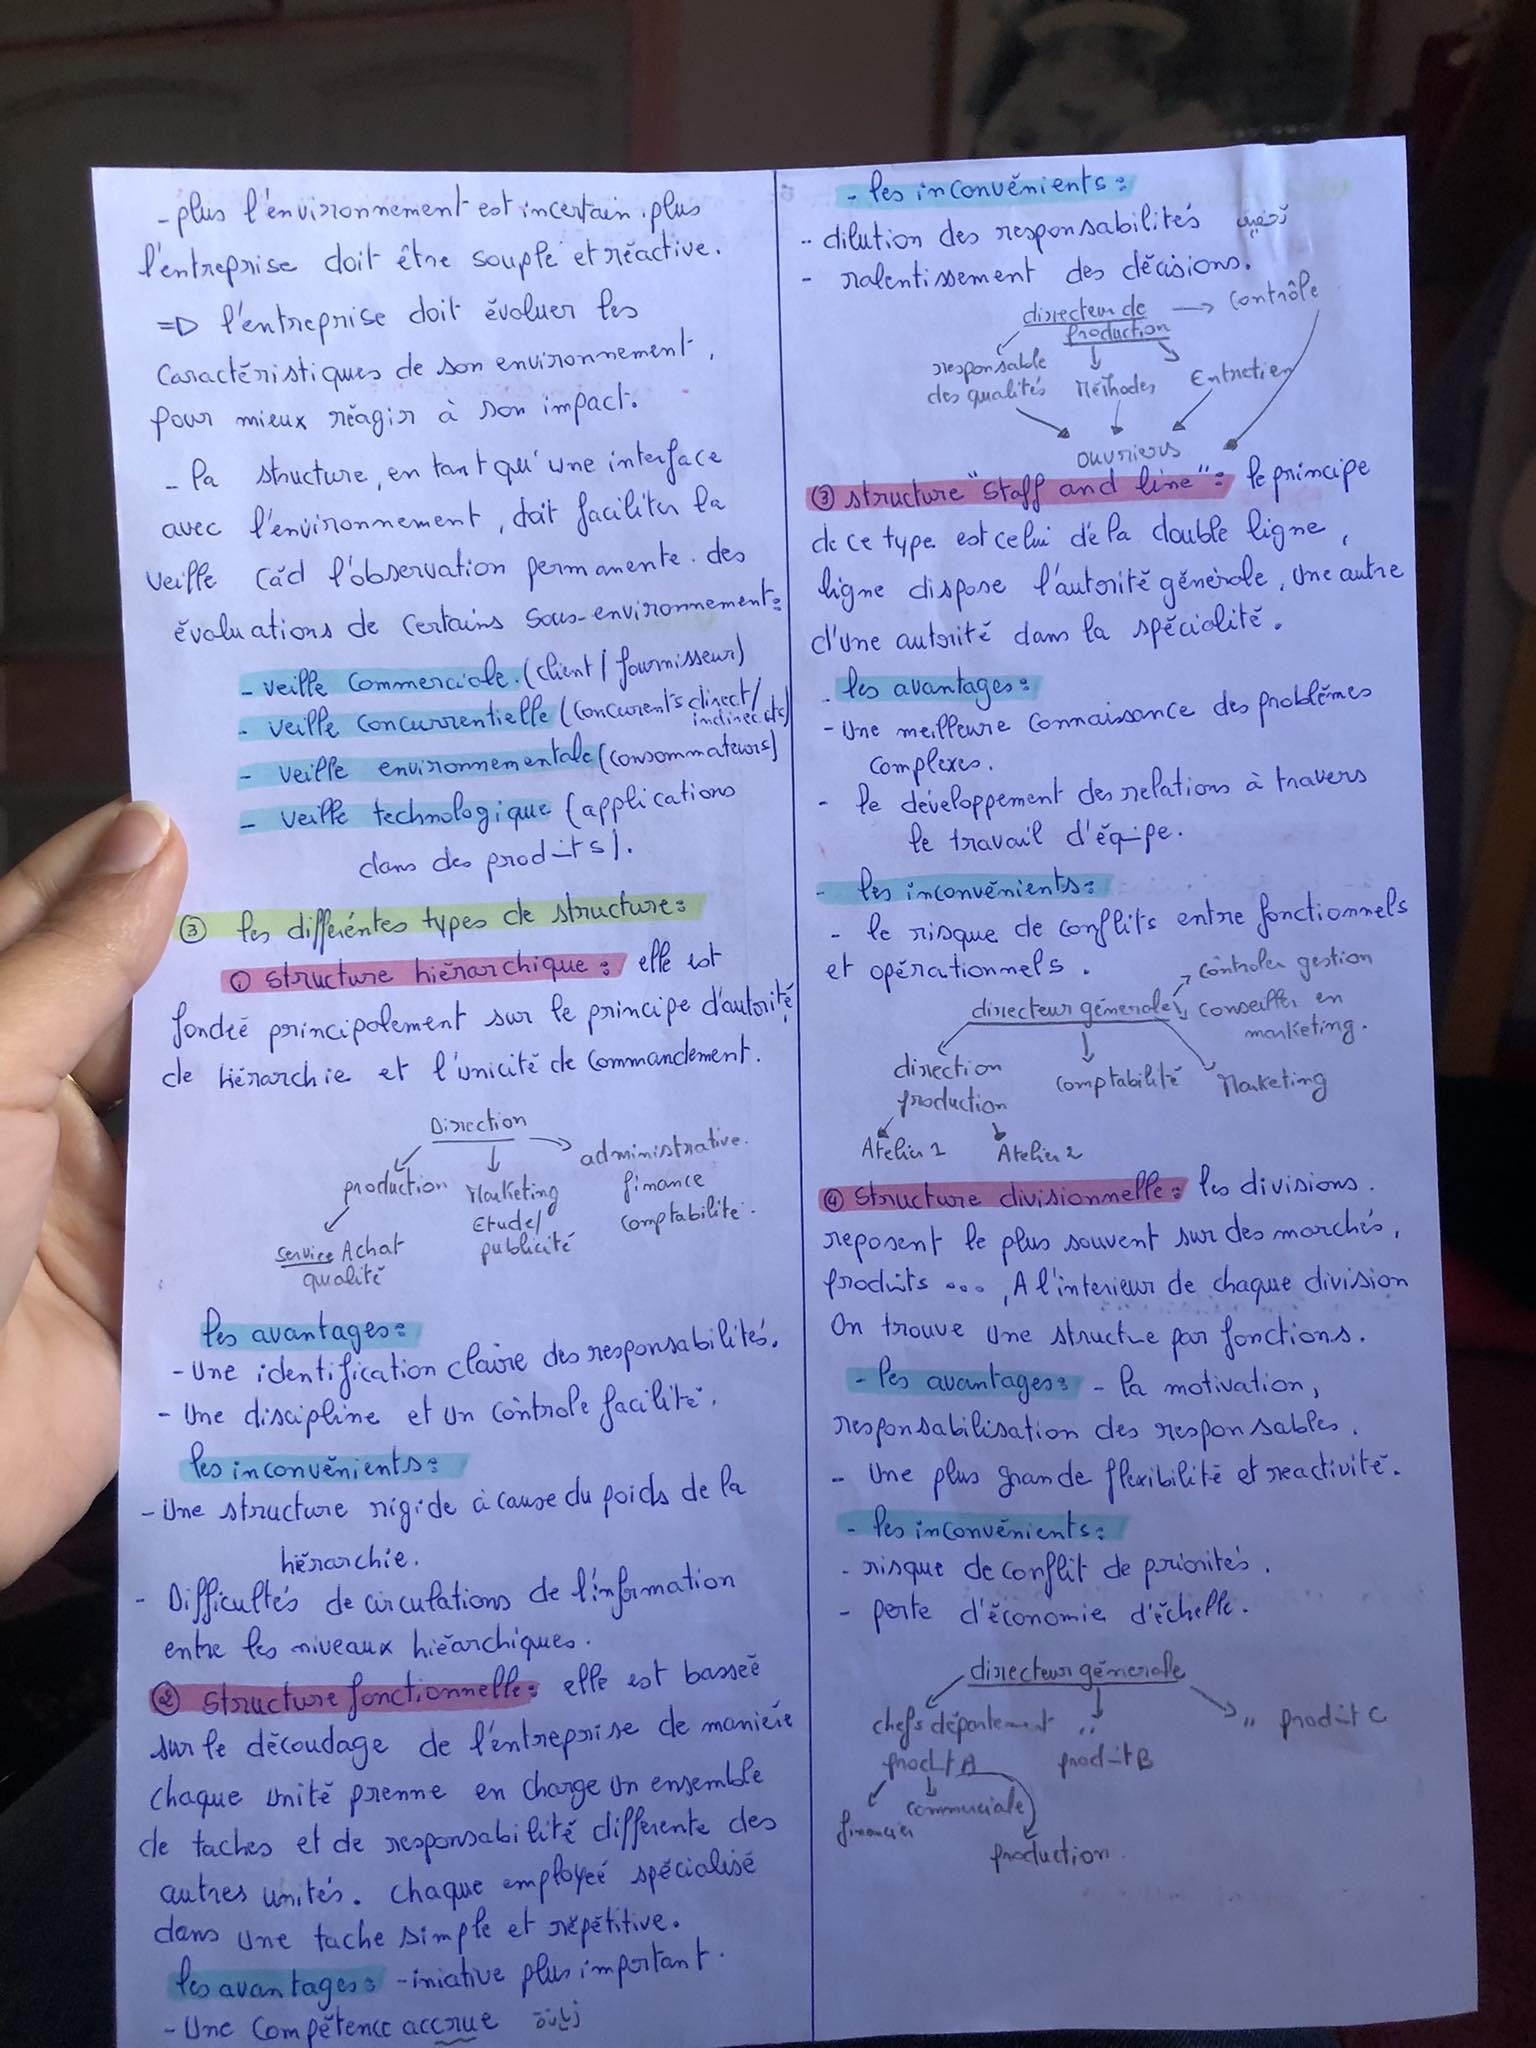 - plus l'environnement est incertain, plus
l'entreprise doit être souple et réactive.
=> l'entreprise doit évoluer les
caractéristiques de son environnement,
pour mieux réagir à son impact.
- la structure, en tant qu'une interface
avec l'environnement, doit faciliter la
veille càd l'observation permanente des
évaluations de certains sous-environnement:
- veille commerciale (client / fournisseur)
- veille concurrentielle (concurents direct/
indirects)
- veille environnementale (consommateurs)
- veille technologique (applications
dans des produits).
③ les différentes types de structure:
① structure hiérarchique: elle est
fondée principalement sur le principe d'autorité,
de hiérarchie et l'unicité de commandement.
Direction
production
Marketing
Etude/
publicité
administrative.
finance
comptabilité.
service Achat
qualité
les avantages:
- Une identification claire des responsabilités.
- Une discipline et un contrôle facilité.
les inconvénients:
- Une structure rigide à cause du poids de la
hiérarchie.
- Difficultés de circulations de l'information
entre les niveaux hiérarchiques.
② structure fonctionnelle: elle est basseé
sur le découdage de l'entreprise de manière
chaque unité prenne en charge un ensemble
de taches et de responsabilité differente des
autres unités. chaque employeé spécialisé
dans une tache simple et répétitive.
les avantages: - iniative plus important.
- Une compétence accrue
- les inconvénients:
- dilution des responsabilités
- ralentissement des décisions.
directeur de
production → contrôle
responsable
des qualités
Méthodes
Entretien
ouvriers
③ structure "staff and line": le principe
de ce type est celui de la double ligne,
ligne dispose l'autorité générale, une autre
d'une autorité dans la spécialité.
- les avantages:
- Une meilleure connaissance des problèmes
complexes.
- le développement des relations à travers
le travail d'équipe.
- les inconvénients:
- le risque de conflits entre fonctionnels
et opérationnels.
directeur génerale
contrôler gestion
conseiller en
marketing.
direction
production
comptabilité
Marketing
Atelier 1
Atelier 2
④ structure divisionnelle: les divisions
reposent le plus souvent sur des marchés,
produits ..., A l'interieur de chaque division
On trouve une structure par fonctions.
- les avantages: - la motivation,
responsabilisation des responsables.
- Une plus grande flexibilité et reactivité.
- les inconvénients:
- risque de conflit de priorités.
- perte d'économie d'échelle.
directeur génerale
chefs département
produit A
" produit B
" produit C
financier
commerciale
production.